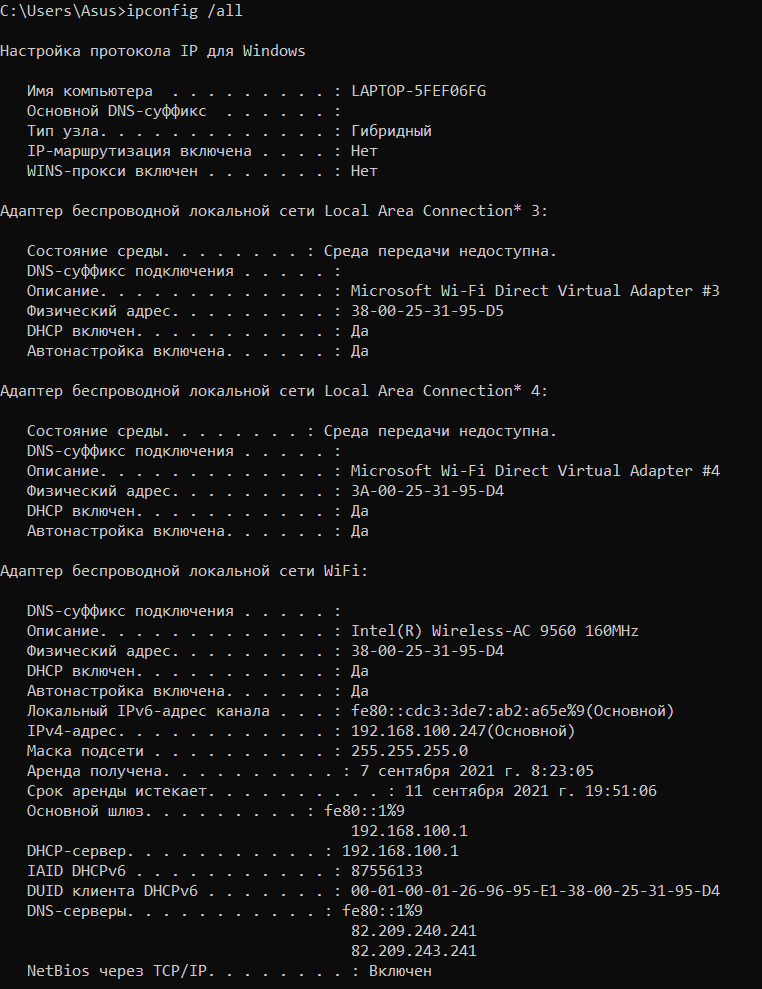 C:\Users\Asus>ipconfig /all
Настройка протокола IP для Windows
Имя компьютера  . . . . . . . . . : LAPTOP-5FEF06FG
Основной DNS-суффикс  . . . . . . :
Тип узла. . . . . . . . . . . . . : Гибридный
IP-маршрутизация включена . . . . : Нет
WINS-прокси включен . . . . . . . : Нет
Адаптер беспроводной локальной сети Local Area Connection* 3:
Состояние среды. . . . . . . . : Среда передачи недоступна.
DNS-суффикс подключения . . . . . :
Описание. . . . . . . . . . . . . : Microsoft Wi-Fi Direct Virtual Adapter #3
Физический адрес. . . . . . . . . : 38-00-25-31-95-D5
DHCP включен. . . . . . . . . . . : Да
Автонастройка включена. . . . . . : Да
Адаптер беспроводной локальной сети Local Area Connection* 4:
Состояние среды. . . . . . . . : Среда передачи недоступна.
DNS-суффикс подключения . . . . . :
Описание. . . . . . . . . . . . . : Microsoft Wi-Fi Direct Virtual Adapter #4
Физический адрес. . . . . . . . . : 3A-00-25-31-95-D4
DHCP включен. . . . . . . . . . . : Да
Автонастройка включена. . . . . . : Да
Адаптер беспроводной локальной сети WiFi:
DNS-суффикс подключения . . . . . :
Описание. . . . . . . . . . . . . : Intel(R) Wireless-AC 9560 160MHz
Физический адрес. . . . . . . . . : 38-00-25-31-95-D4
DHCP включен. . . . . . . . . . . : Да
Автонастройка включена. . . . . . : Да
Локальный IPv6-адрес канала . . . : fe80::cdc3:3de7:ab2:a65e%9(Основной)
IPv4-адрес. . . . . . . . . . . . : 192.168.100.247(Основной)
Маска подсети . . . . . . . . . . : 255.255.255.0
Аренда получена. . . . . . . . . . : 7 сентября 2021 г. 8:23:05
Срок аренды истекает. . . . . . . . . . : 11 сентября 2021 г. 19:51:06
Основной шлюз. . . . . . . . . : fe80::1%9
192.168.100.1
DHCP-сервер. . . . . . . . . . . : 192.168.100.1
IAID DHCPv6 . . . . . . . . . . . : 87556133
DUID клиента DHCPv6 . . . . . . . : 00-01-00-01-26-96-95-E1-38-00-25-31-95-D4
DNS-серверы. . . . . . . . . . . : fe80::1%9
82.209.240.241
82.209.243.241
NetBios через TCP/IP. . . . . . . . : Включен